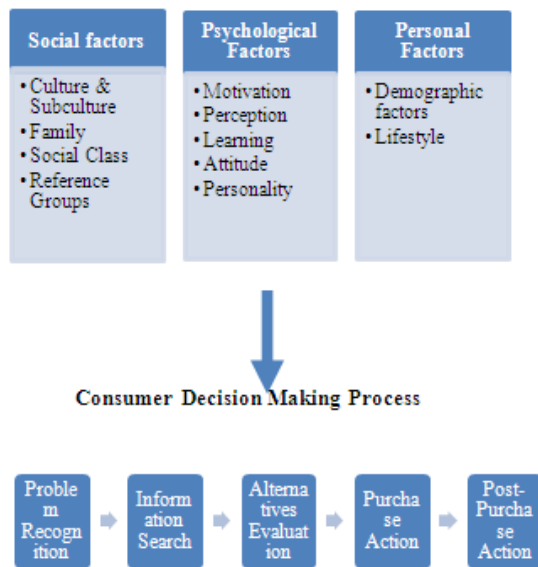 Social factors
• Culture &
Subculture
• Family
• Social Class
• Reference
Groups
Psychological
Factors
• Motivation
• Perception
• Learning
• Attitude
• Personality
Personal
Factors
• Demographic
factors
• Lifestyle
Consumer Decision Making Process
Proble
m
Recogn
ition
Inform
ation
Search
Alterna
tives
Evaluat
ion
Purcha
se
Action
Post-
Purcha
se
Action